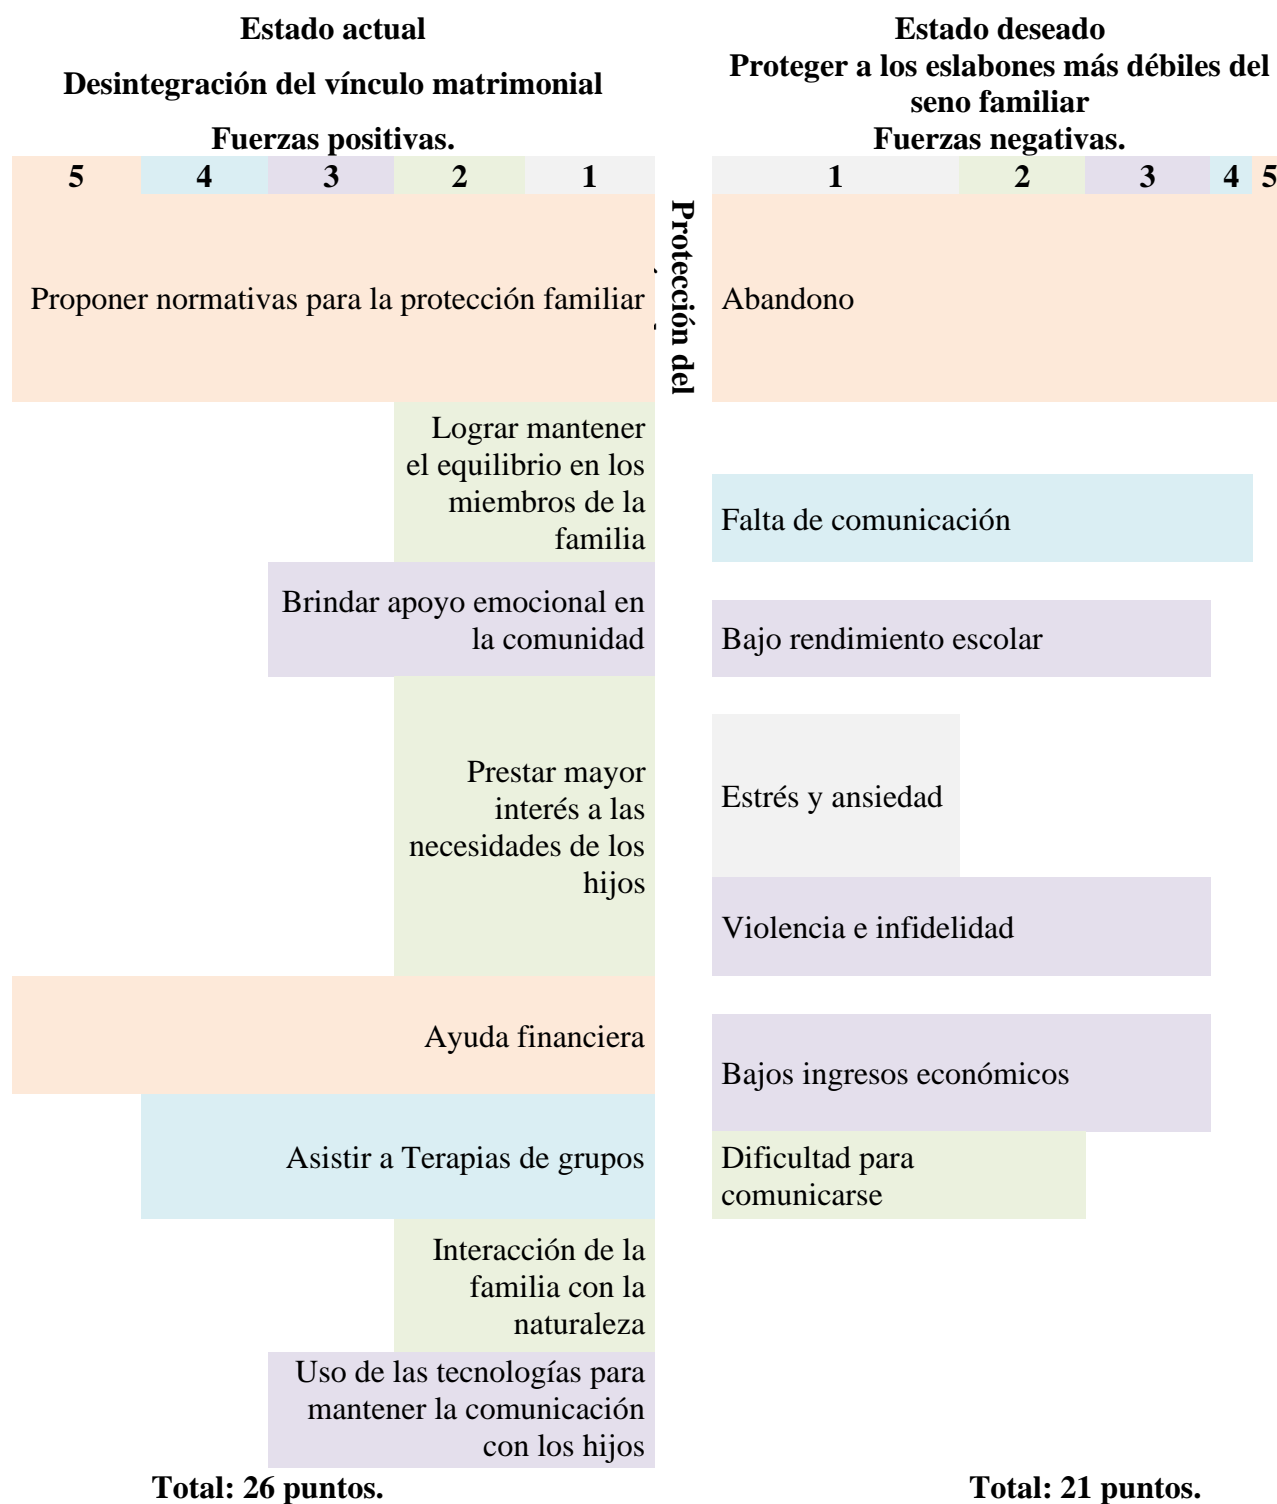 Estado actual
Desintegración del vínculo matrimonial
Fuerzas positivas.
Estado deseado
Proteger a los eslabones más débiles del
seno familiar
Fuerzas negativas.
5 4 3 2 1
1 2 3 4 5
Protección del
Proponer normativas para la protección familiar
Abandono
Lograr mantener
el equilibrio en los
miembros de la
familia
Falta de comunicación
Brindar apoyo emocional en
la comunidad
Bajo rendimiento escolar
Prestar mayor
interés a las
necesidades de los
hijos
Estrés y ansiedad
Violencia e infidelidad
Ayuda financiera
Bajos ingresos económicos
Asistir a Terapias de grupos
Dificultad para
comunicarse
Interacción de la
familia con la
naturaleza
Uso de las tecnologías para
mantener la comunicación
con los hijos
Total: 26 puntos.
Total: 21 puntos.